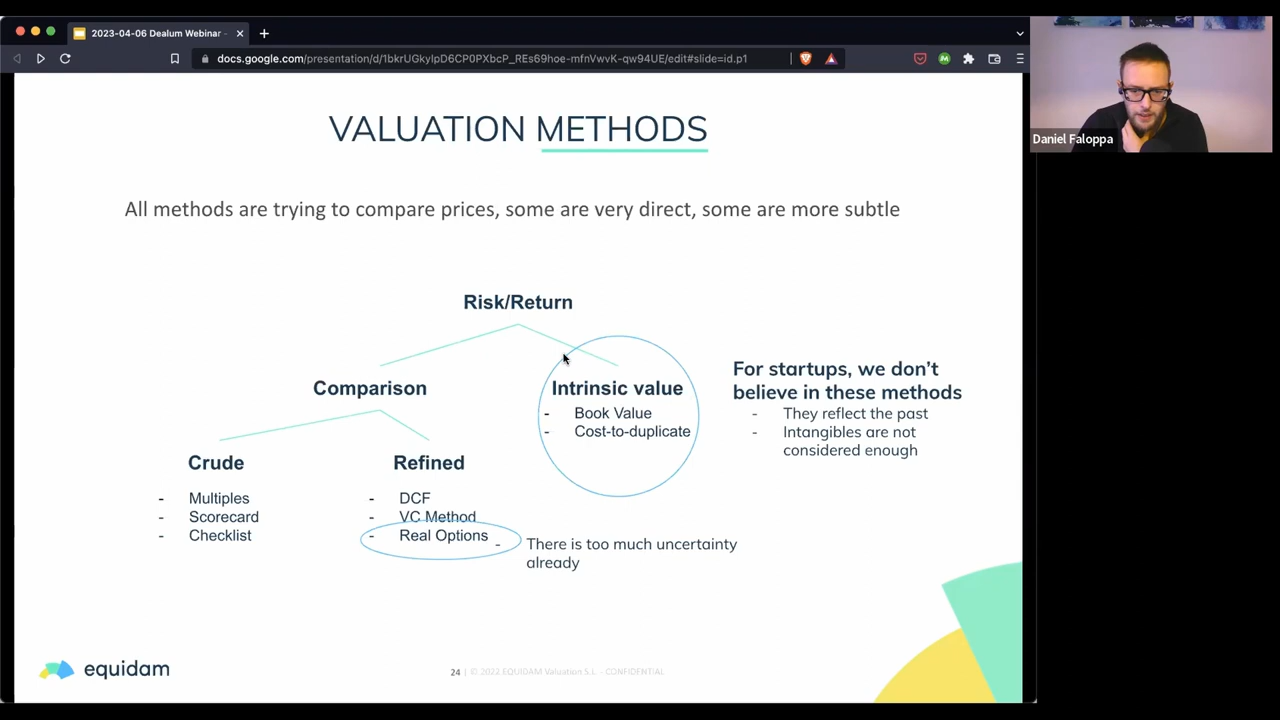 2023-04-06 Dealum Webinar -
docs.google.com/presentation/d/1bkrUGkyIpD6CP0PXbcP_REs69hoe-mfnVwvK-qw94UE/edit#slide=id.p1
Daniel Faloppa
VALUATION METHODS
All methods are trying to compare prices, some are very direct, some are more subtle
Risk/Return
Comparison
Intrinsic value
- Book Value
- Cost-to-duplicate
For startups, we don't
believe in these methods
- They reflect the past
- Intangibles are not
considered enough
Crude
- Multiples
- Scorecard
- Checklist
Refined
- DCF
- VC Method
- Real Options
- There is too much uncertainty
already
equidam
24 | © 2022 EQUIDAM Valuation S.L. - CONFIDENTIAL